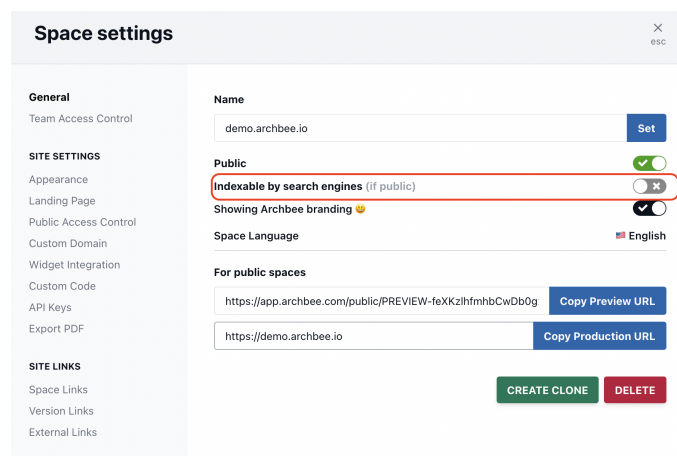 Space settings
esc
General
Team Access Control
SITE SETTINGS
Appearance
Landing Page
Public Access Control
Custom Domain
Widget Integration
Custom Code
API Keys
Export PDF
SITE LINKS
Space Links
Version Links
External Links
Name
demo.archbee.io Set
Public
Indexable by search engines (if public)
Showing Archbee branding 😃
Space Language 🇺🇸 English
For public spaces
https://app.archbee.com/public/PREVIEW-feXKzlhfmhbCwDb0g Copy Preview URL
https://demo.archbee.io Copy Production URL
CREATE CLONE DELETE